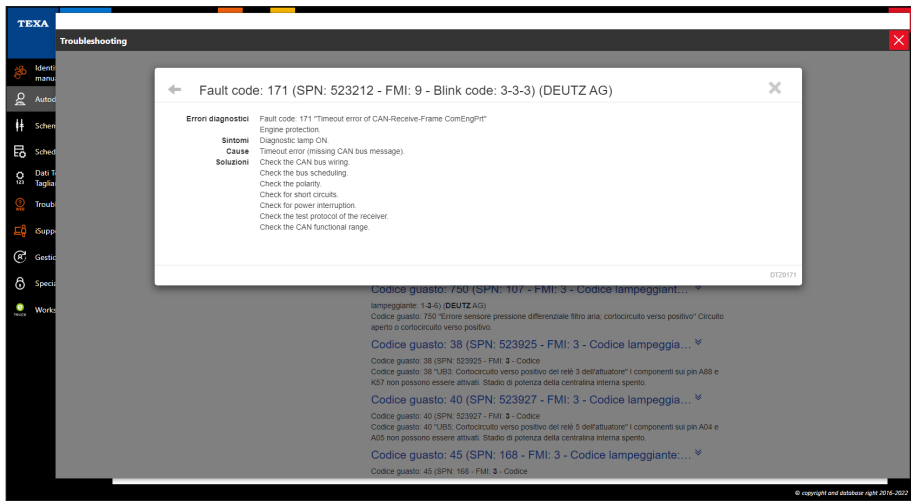 TEXA
Troubleshooting
Identi
manua
Autod
Schem
Sched
Dati T
Taglia
Troubl
iSuppo
Gestio
Specia
Works
Fault code: 171 (SPN: 523212 - FMI: 9 - Blink code: 3-3-3) (DEUTZ AG)
Errori diagnostici Fault code: 171 "Timeout error of CAN-Receive-Frame ComEngPrt"
Engine protection.
Sintomi Diagnostic lamp ON.
Cause Timeout error (missing CAN bus message).
Soluzioni Check the CAN bus wiring.
Check the bus scheduling.
Check the polarity.
Check for short circuits.
Check for power interruption.
Check the test protocol of the receiver.
Check the CAN functional range.
DTZ0171
Codice guasto: 750 (SPN: 107 - FMI: 3 - Codice lampeggiant…
lampeggiante: 1-3-6) (DEUTZ AG)
Codice guasto: 750 "Errore sensore pressione differenziale filtro aria; cortocircuito verso positivo" Circuito
aperto o cortocircuito verso positivo.
Codice guasto: 38 (SPN: 523925 - FMI: 3 - Codice lampeggia…
Codice guasto: 38 (SPN: 523925 - FMI: 3 - Codice
Codice guasto: 38 "UB3: Cortocircuito verso positivo del relè 3 dell'attuatore" I componenti sui pin A88 e
K57 non possono essere attivati. Stadio di potenza della centralina interna spento.
Codice guasto: 40 (SPN: 523927 - FMI: 3 - Codice lampeggia…
Codice guasto: 40 (SPN: 523927 - FMI: 3 - Codice
Codice guasto: 40 "UB5; Cortocircuito verso positivo del relè 5 dell'attuatore" I componenti sui pin A04 e
A05 non possono essere attivati. Stadio di potenza della centralina interna spento.
Codice guasto: 45 (SPN: 168 - FMI: 3 - Codice lampeggiante:…
Codice guasto: 45 (SPN: 168 - FMI: 3 - Codice
© copyright and database right 2016-2022